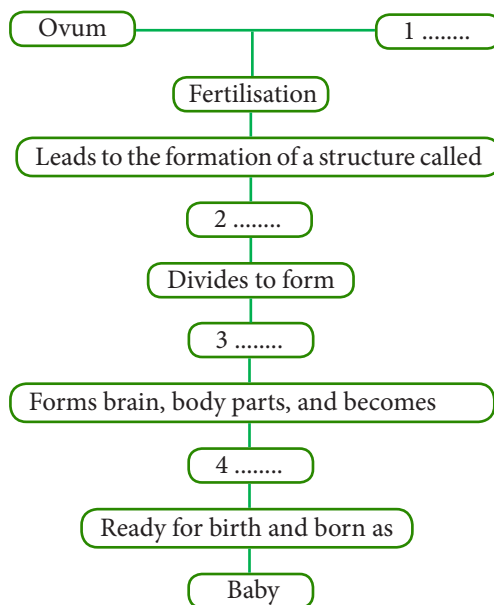 Ovum
1 ........
Fertilisation
Leads to the formation of a structure called
2 ........
Divides to form
3 ........
Forms brain, body parts, and becomes
4 ........
Ready for birth and born as
Baby